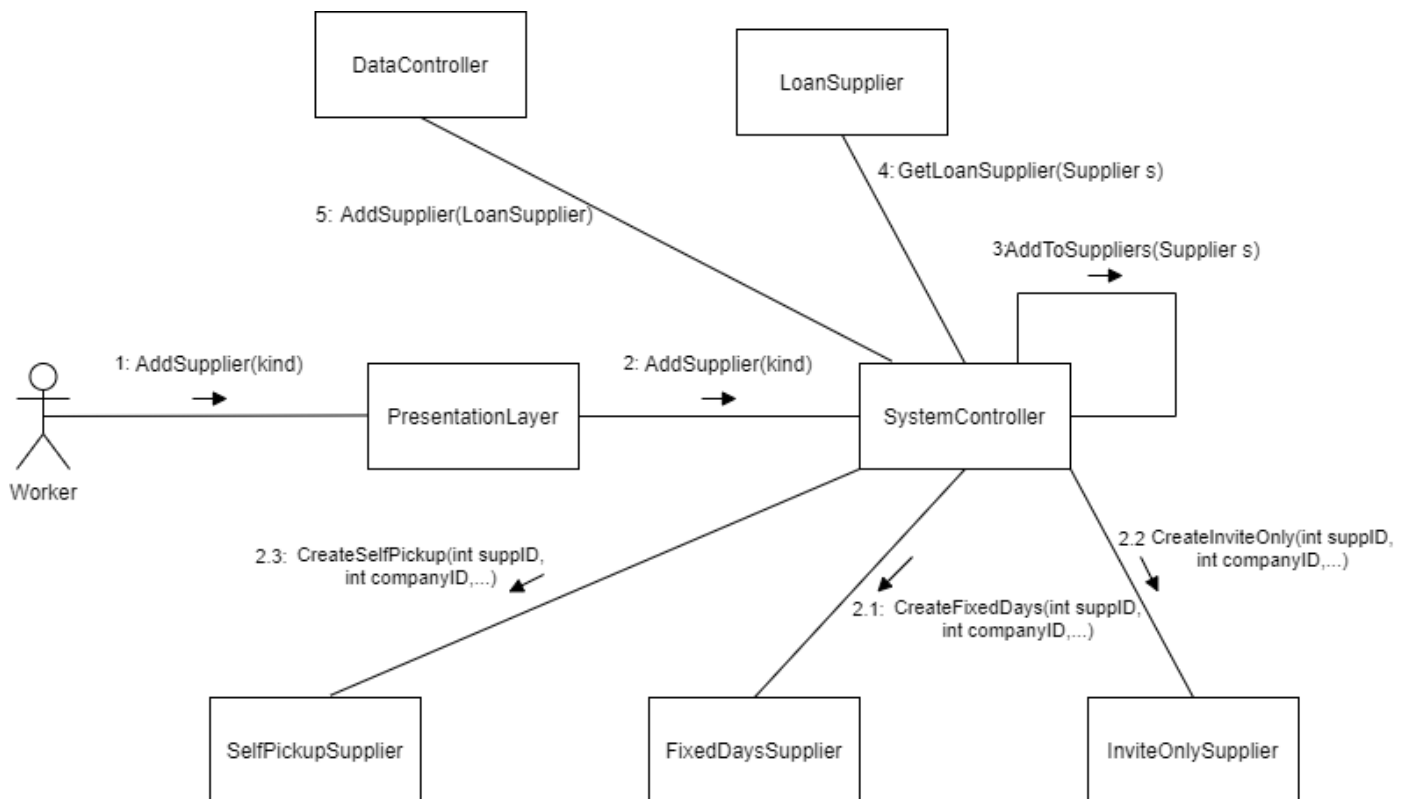 DataController
LoanSupplier
4: GetLoanSupplier(Supplier s)
5: AddSupplier(LoanSupplier)
3:AddToSuppliers(Supplier s)
1: AddSupplier(kind)
2: AddSupplier(kind)
PresentationLayer
SystemController
Worker
2.3: CreateSelfPickup(int suppID,
int companyID,...)
2.2 CreateInviteOnly(int suppID,
int companyID,...)
2.1: CreateFixedDays(int suppID,
int companyID,...)
SelfPickupSupplier
FixedDaysSupplier
InviteOnlySupplier